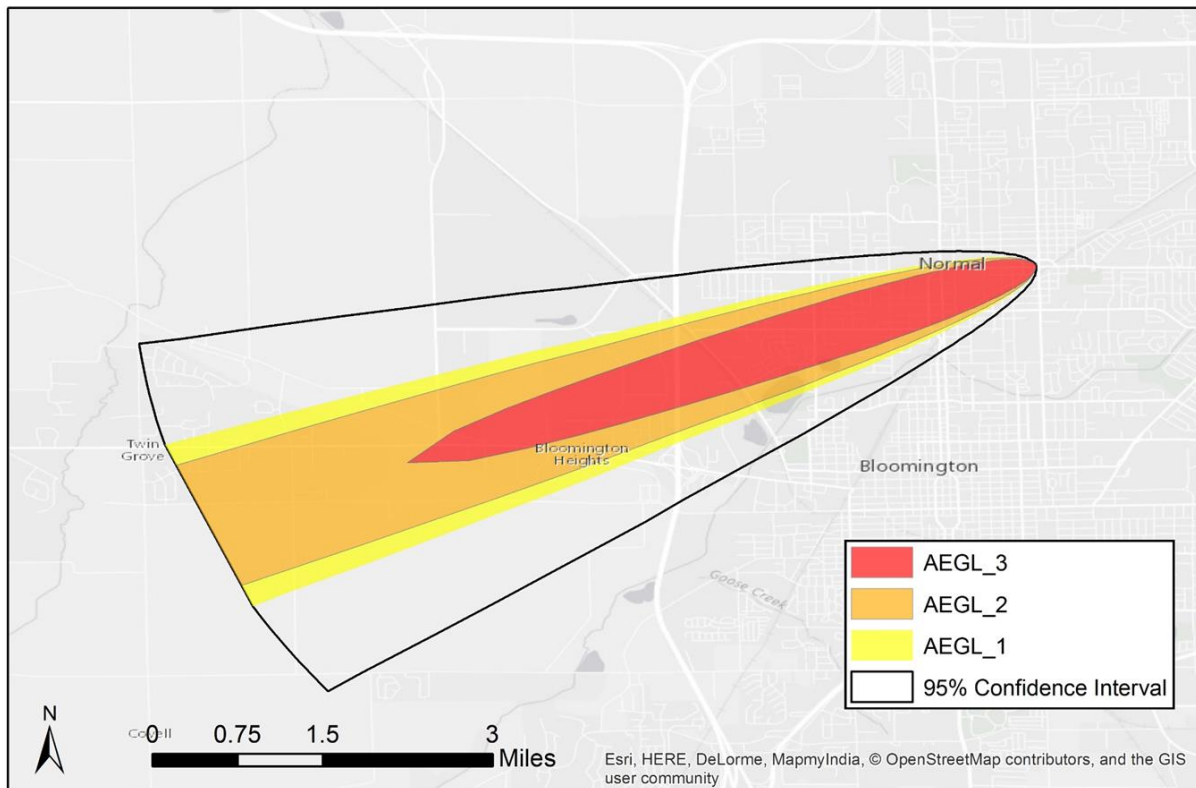 Normal
Twin
Grove
Bloomington
Heights
Bloomington
Goose Creek
AEGL_3
AEGL_2
AEGL_1
95% Confidence Interval
N
Covell
0 0.75 1.5 3
Miles
Esri, HERE, DeLorme, MapmyIndia, © OpenStreetMap contributors, and the GIS
user community